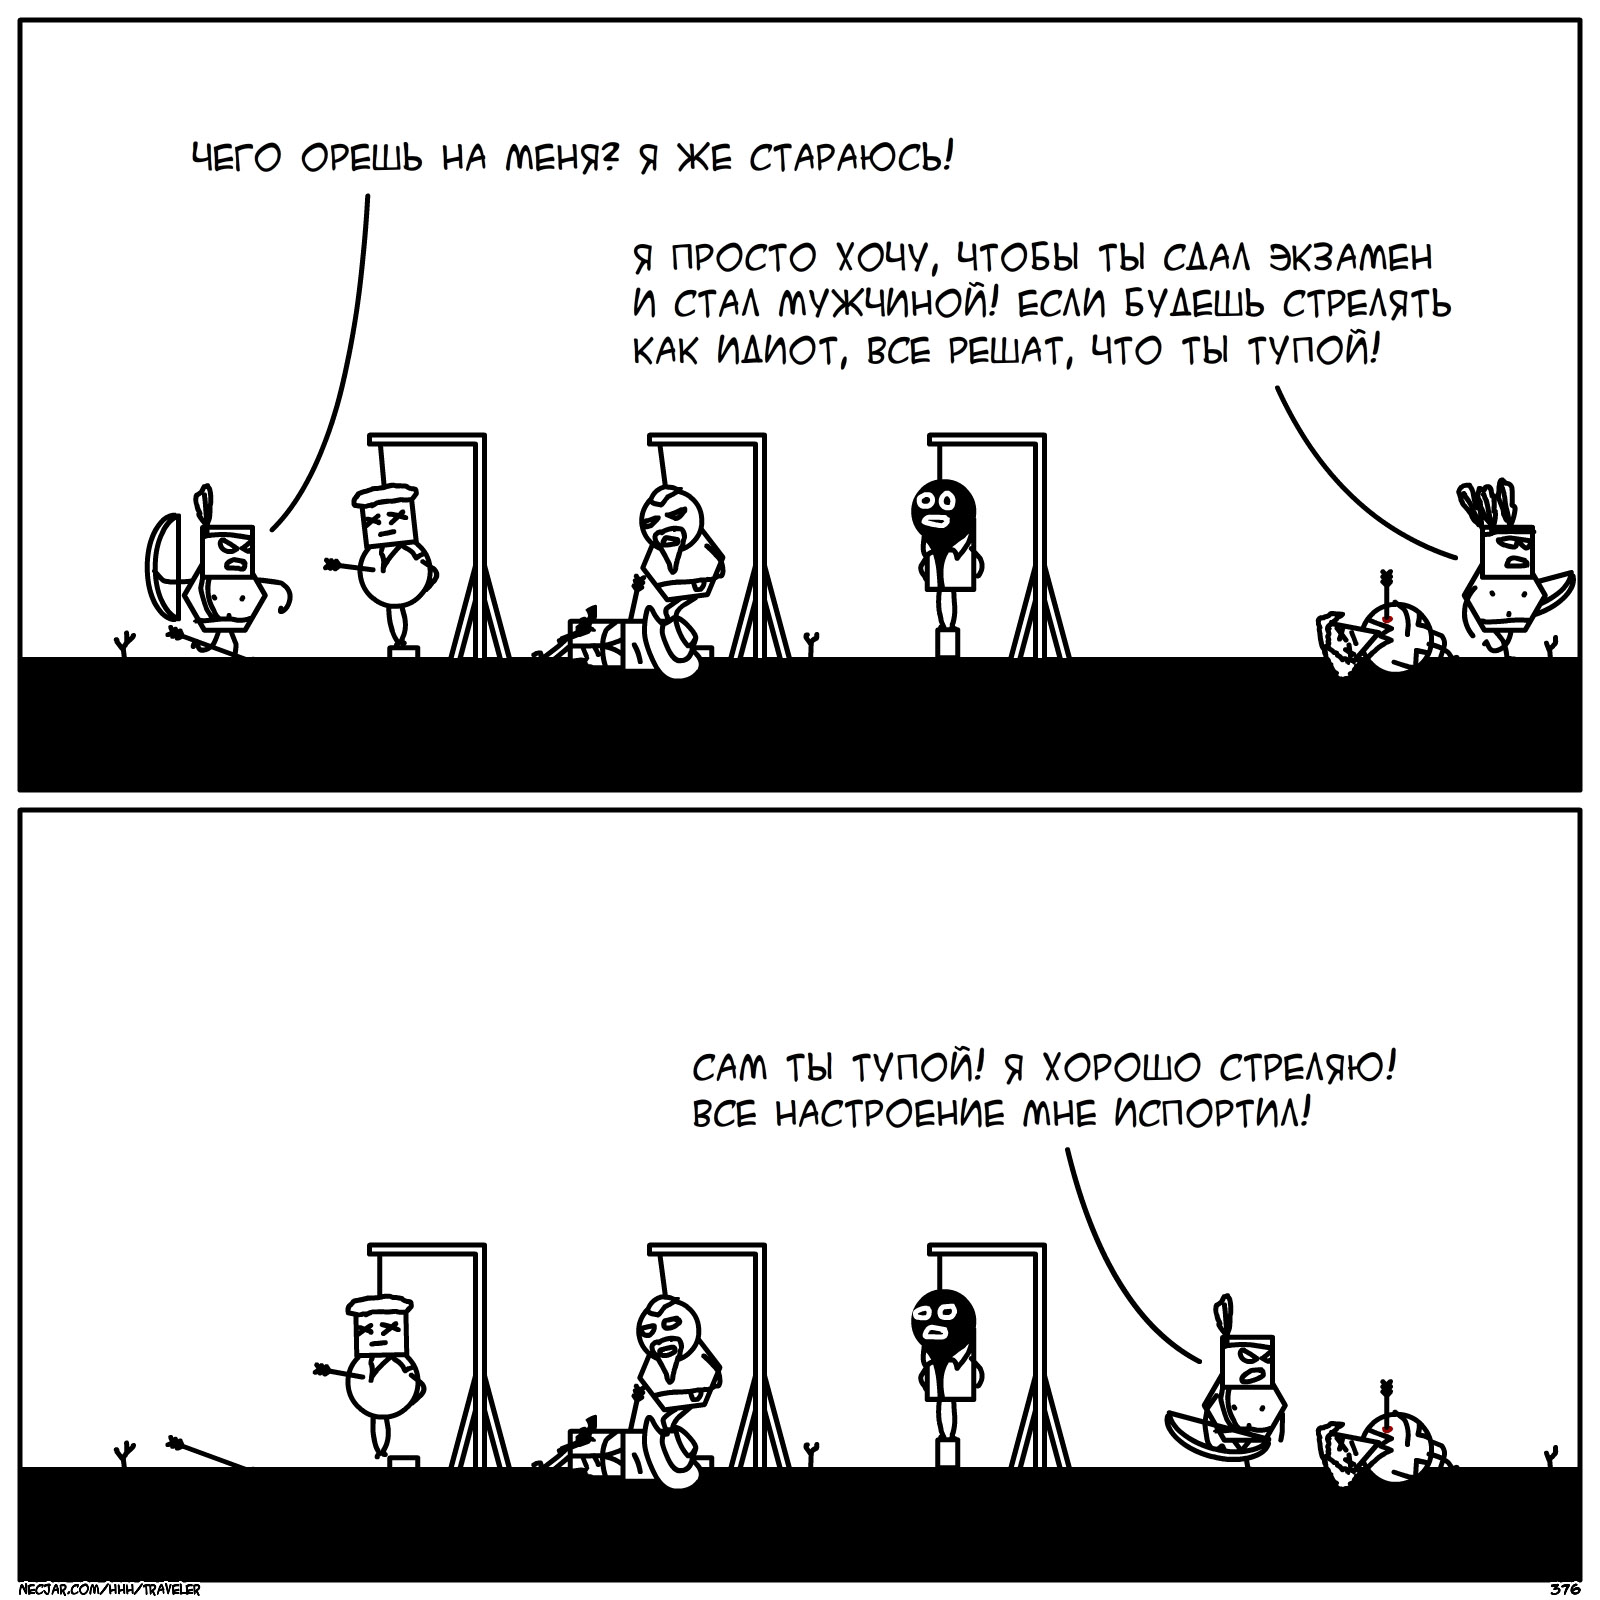 ЧЕГО ОРЕШЬ НА МЕНЯ? Я ЖЕ СТАРАЮСЬ!
Я ПРОСТО ХОЧУ, ЧТОБЫ ТЫ СДАЛ ЭКЗАМЕН
И СТАЛ МУЖЧИНОЙ! ЕСЛИ БУДЕШЬ СТРЕЛЯТЬ
КАК ИДИОТ, ВСЕ РЕШАТ, ЧТО ТЫ ТУПОЙ!
САМ ТЫ ТУПОЙ! Я ХОРОШО СТРЕЛЯЮ!
ВСЕ НАСТРОЕНИЕ МНЕ ИСПОРТИЛ!
NECJAR.COM/HHH/TRAVELER
376